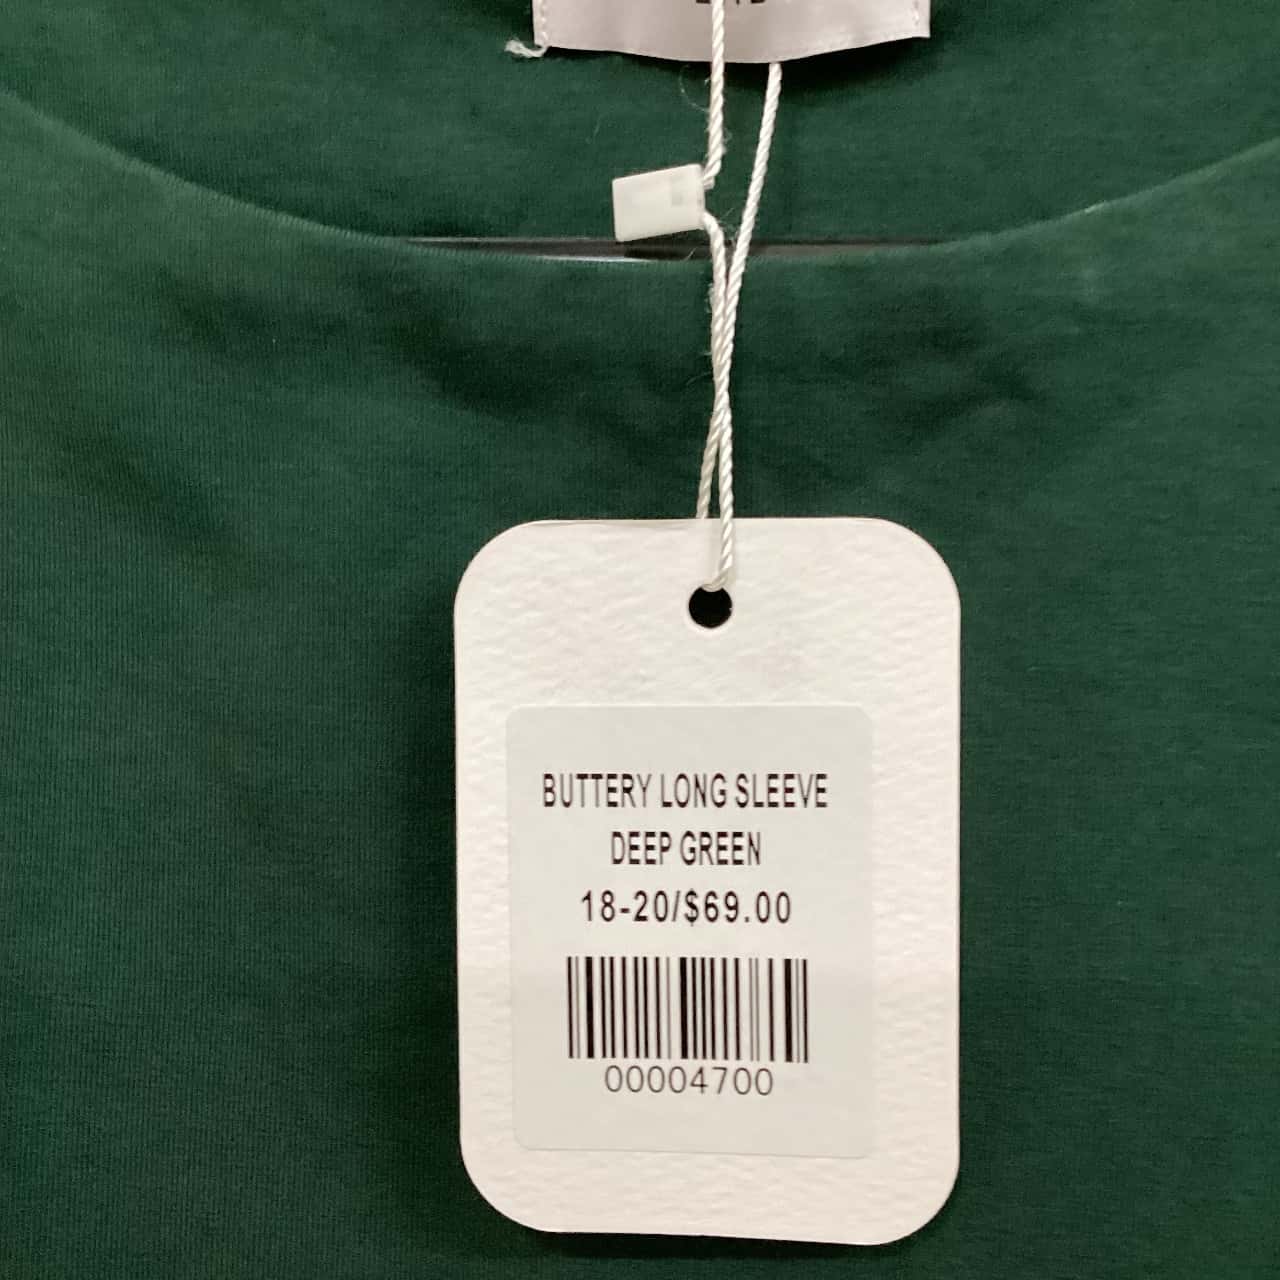 BUTTERY LONG SLEEVE
DEEP GREEN
18-20/$69.00
00004700